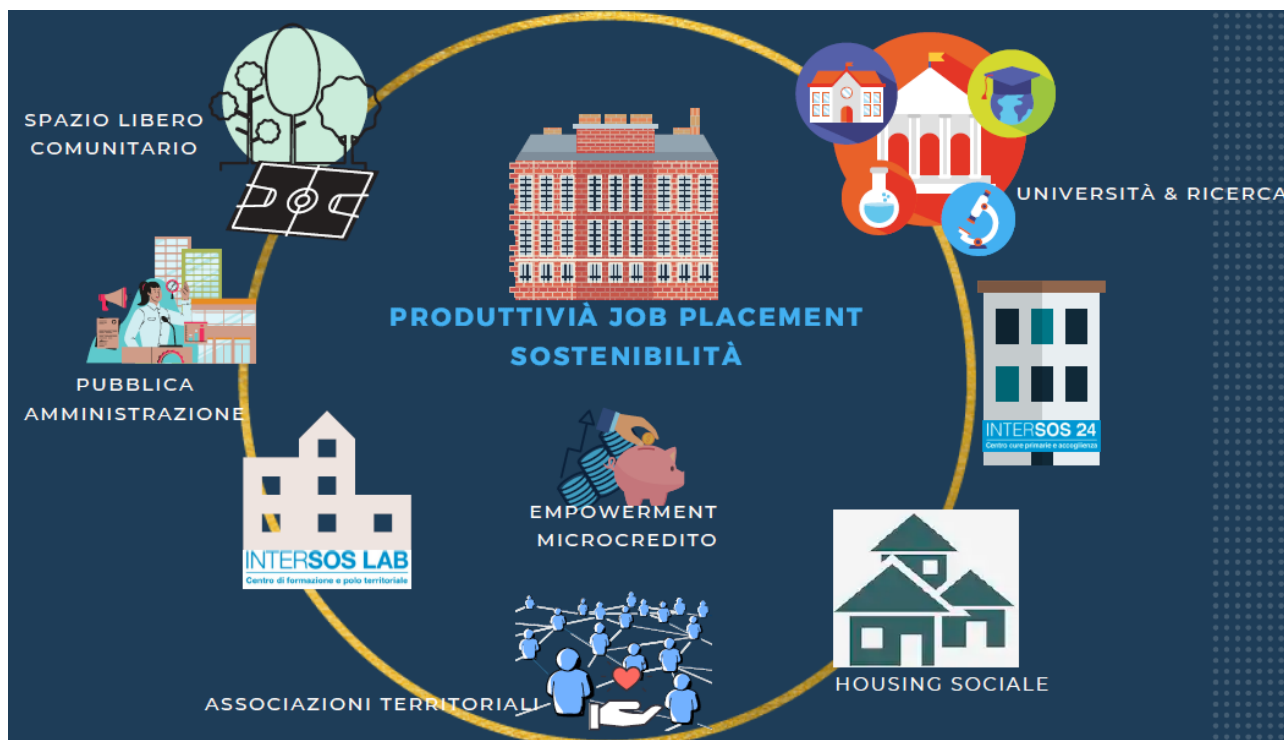 SPAZIO LIBERO
COMUNITARIO
UNIVERSITÀ & RICERCA
PRODUTTIVIÀ JOB PLACEMENT
SOSTENIBILITÀ
PUBBLICA
AMMINISTRAZIONE
INTERSOS 24
Centro cure primarie e accoglienza
EMPOWERMENT
MICROCREDITO
INTERSOS LAB
Centro di formazione e polo territoriale
HOUSING SOCIALE
ASSOCIAZIONI TERRITORIALI